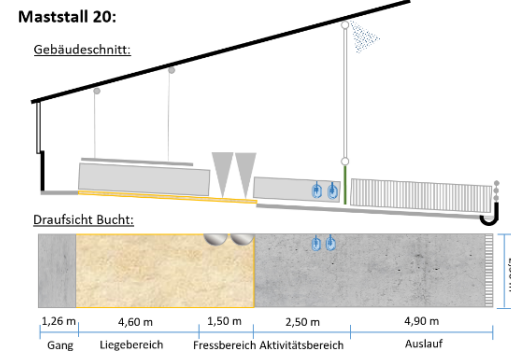 Maststall 20:
Gebäudeschnitt:
Draufsicht Bucht:
1,26 m 4,60 m 1,50 m 2,50 m 4,90 m
Gang Liegebereich Fressbereich Aktivitätsbereich Auslauf